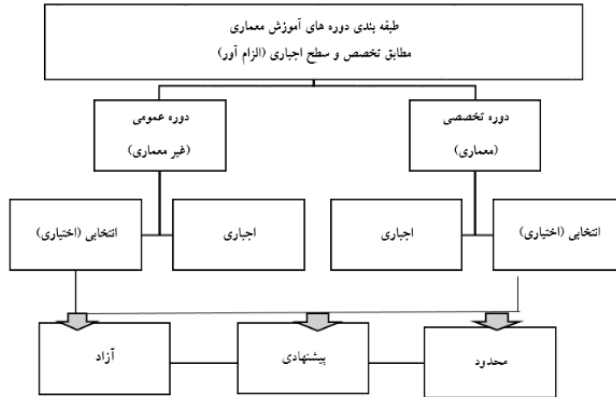 طبقه بندی دوره های آموزش معماری
مطابق تخصص و سطح اجباری (الزام آور)
دوره تخصصی
(معماری)
دوره عمومی
(غیر معماری)
انتخابی (اختیاری)
اجباری
اجباری
انتخابی (اختیاری)
محدود
پیشنهادی
آزاد